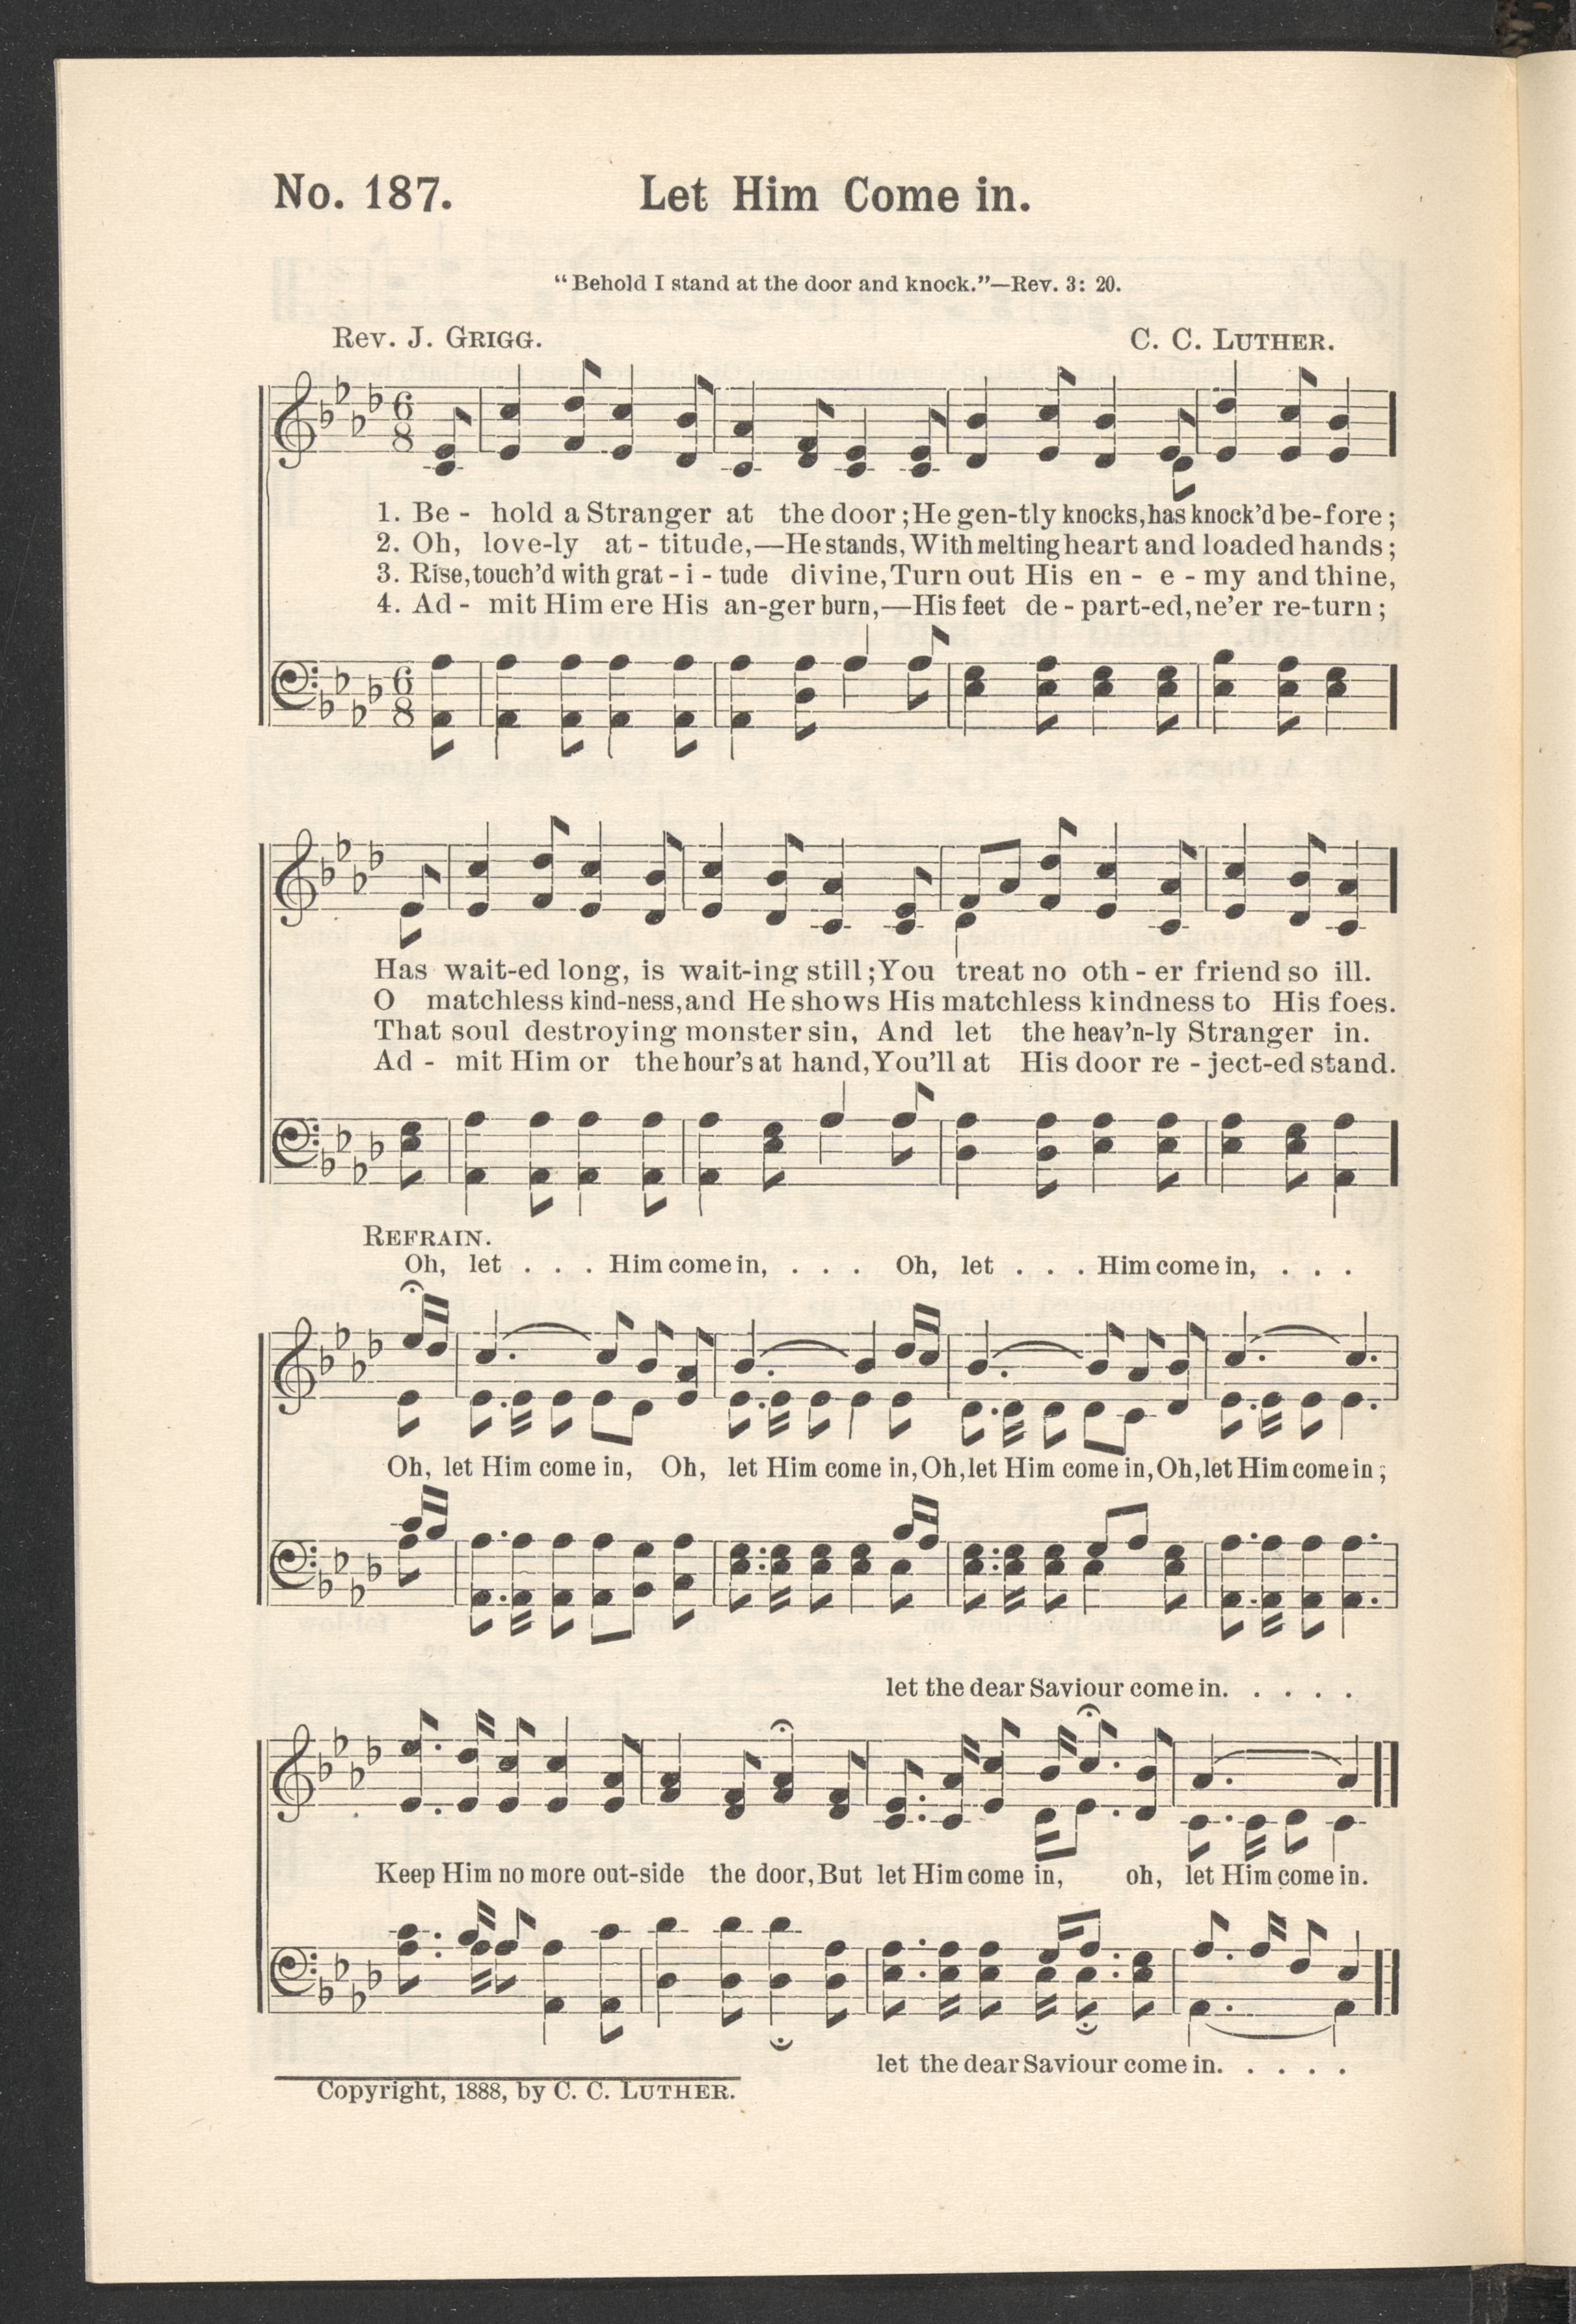 No. 187. Let Him Come in.
“Behold I stand at the door and knock.”—Rev. 3: 20.
Rev. J. GRIGG. C. C. LUTHER.
1. Be - hold a Stranger at the door; He gen-tly knocks, has knock’d be-fore;
2. Oh, love-ly at - titude,—He stands, With melting heart and loaded hands;
3. Rise, touch’d with grat - i - tude divine, Turn out His en - e - my and thine,
4. Ad - mit Him ere His an-ger burn,—His feet de - part-ed, ne’er re-turn;
Has wait-ed long, is wait-ing still; You treat no oth - er friend so ill.
O matchless kind-ness, and He shows His matchless kindness to His foes.
That soul destroying monster sin, And let the heav’n-ly Stranger in.
Ad - mit Him or the hour’s at hand, You’ll at His door re - ject-ed stand.
REFRAIN.
Oh, let . . . Him come in, . . . Oh, let . . . Him come in, . . .
Oh, let Him come in, Oh, let Him come in, Oh, let Him come in, Oh, let Him come in;
let the dear Saviour come in. . . . .
Keep Him no more out-side the door, But let Him come in, oh, let Him come in.
let the dear Saviour come in. . . . .
Copyright, 1888, by C. C. LUTHER.